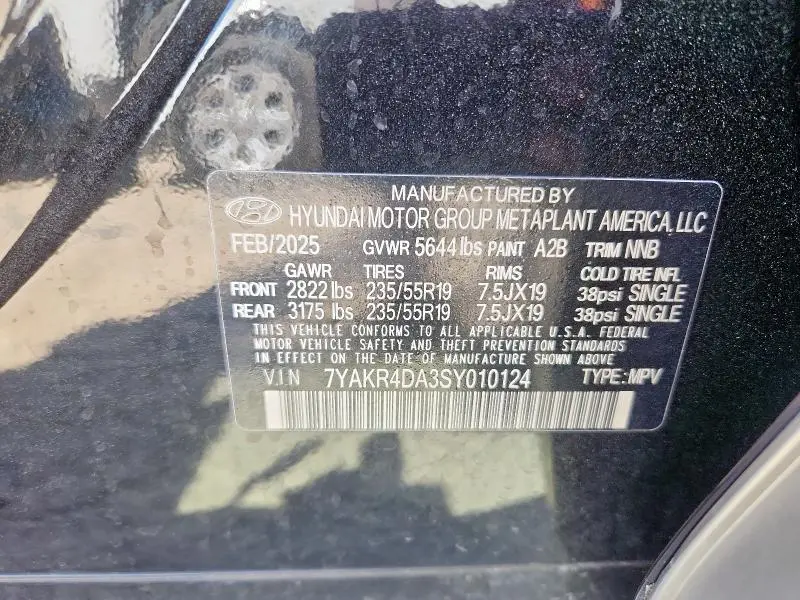 MANUFACTURED BY
HYUNDAI MOTOR GROUP METAPLANT AMERICA, LLC
FEB/2025 GVWR 5644 lbs PAINT A2B TRIM NNB
GAWR TIRES RIMS COLD TIRE INFL
FRONT 2822 lbs 235/55R19 7.5JX19 38psi SINGLE
REAR 3175 lbs 235/55R19 7.5JX19 38psi SINGLE
THIS VEHICLE CONFORMS TO ALL APPLICABLE U.S.A. FEDERAL
MOTOR VEHICLE SAFETY AND THEFT PREVENTION STANDARDS
IN EFFECT ON THE DATE OF MANUFACTURE SHOWN ABOVE
V.I.N 7YAKR4DA3SY010124 TYPE: MPV